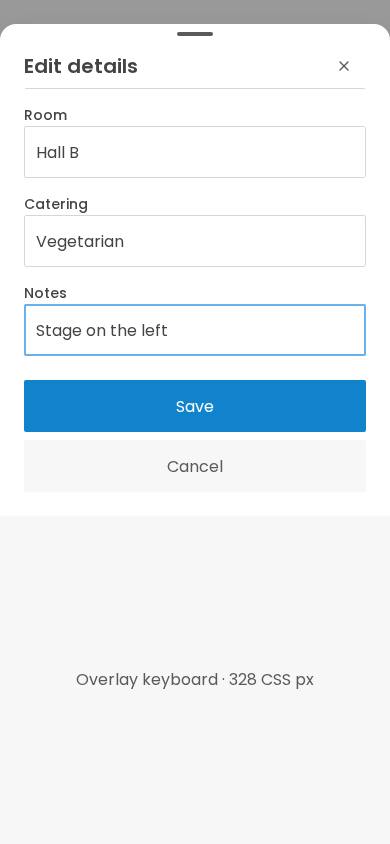 Edit details
Room
Hall B
Catering
Vegetarian
Notes
Stage on the left
Save
Cancel
Overlay keyboard · 328 CSS px